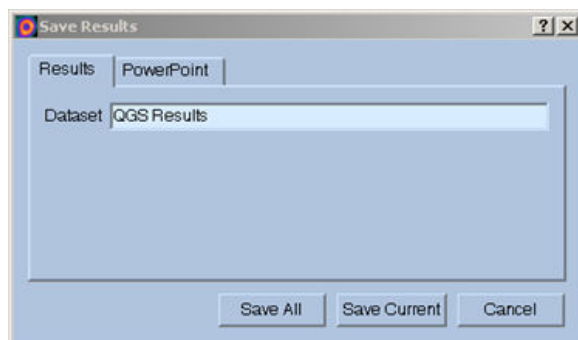 Save Results
? X
Results PowerPoint
Dataset QGS Results
Save All Save Current Cancel